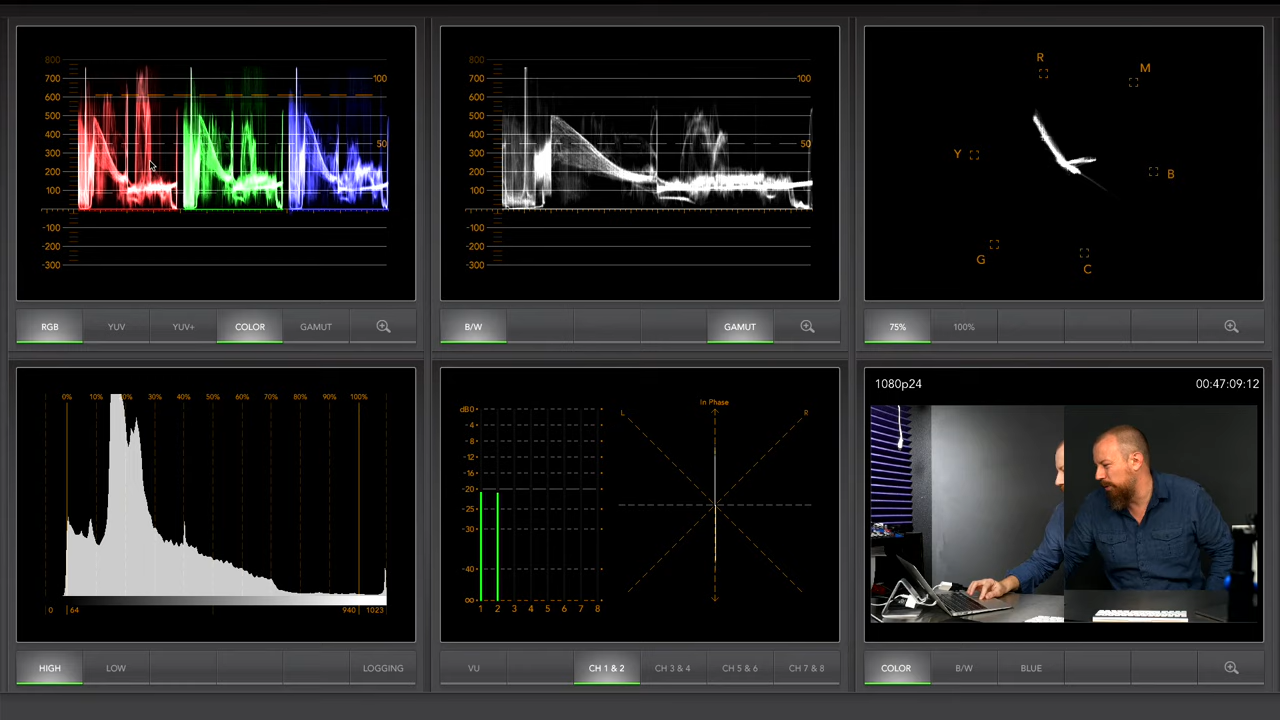 800
700
600
500
400
300
200
100
-100
-200
-300
100
50
RGB YUV YUV+ COLOR GAMUT
800
700
600
500
400
300
200
100
-100
-200
-300
100
50
B/W GAMUT
R
M
Y
B
G
C
75% 100%
0% 10% 20% 30% 40% 50% 60% 70% 80% 90% 100%
0 64 940 1023
HIGH LOW LOGGING
dB0
-4
-8
-12
-16
-20
-25
-30
-40
∞
1 2 3 4 5 6 7 8
In Phase
L R
VU CH 1 & 2 CH 3 & 4 CH 5 & 6 CH 7 & 8
1080p24 00:47:09:12
COLOR B/W BLUE